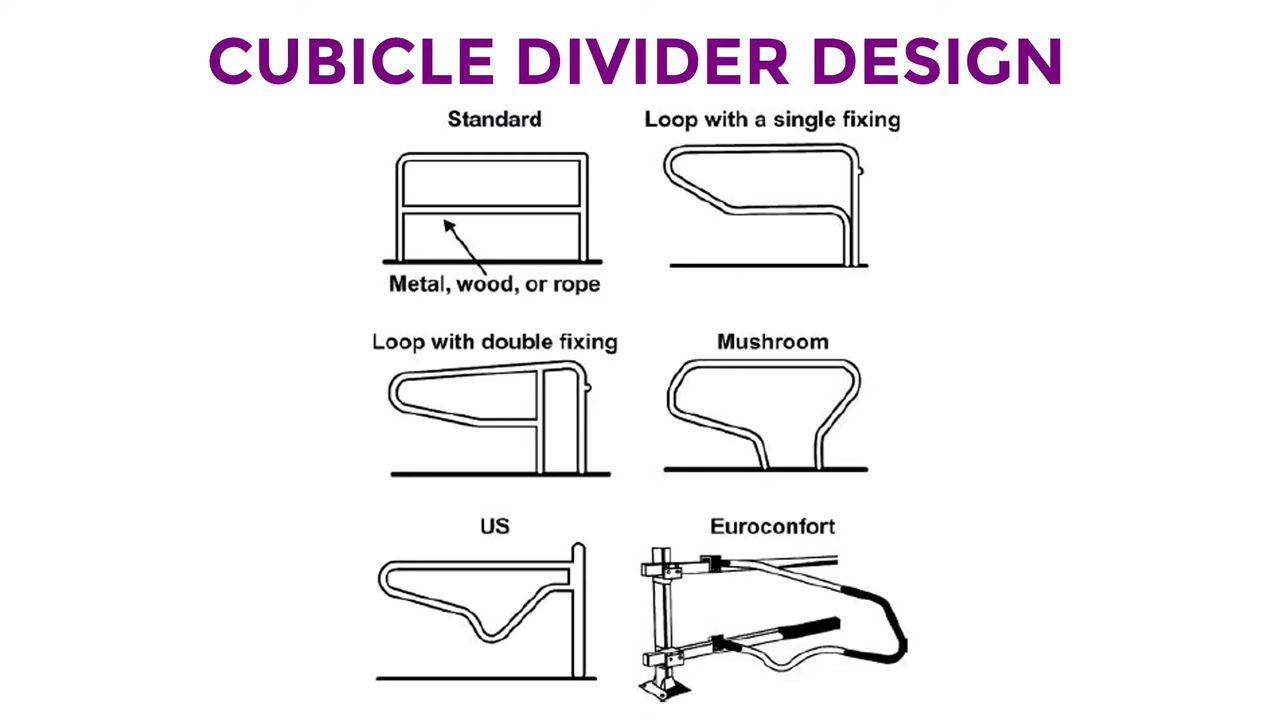 CUBICLE DIVIDER DESIGN
Standard
Loop with a single fixing
Metal, wood, or rope
Loop with double fixing
Mushroom
US
Euroconfort